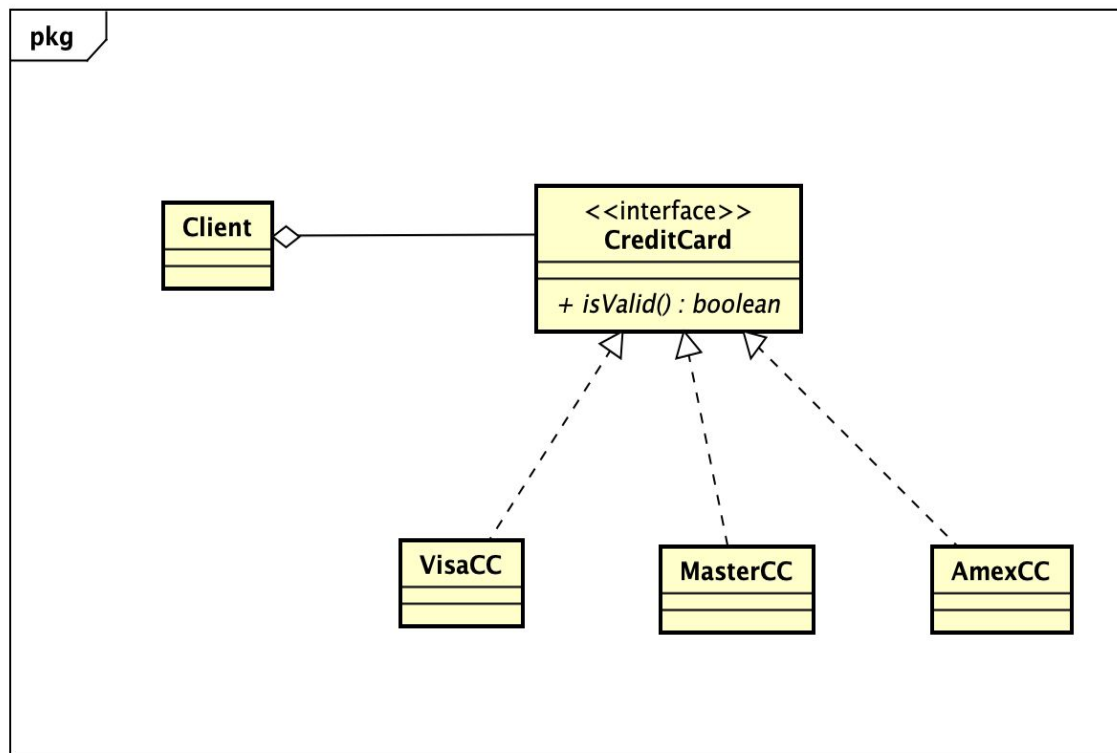 pkg
Client
<<interface>>
CreditCard
+ isValid() : boolean
VisaCC
MasterCC
AmexCC